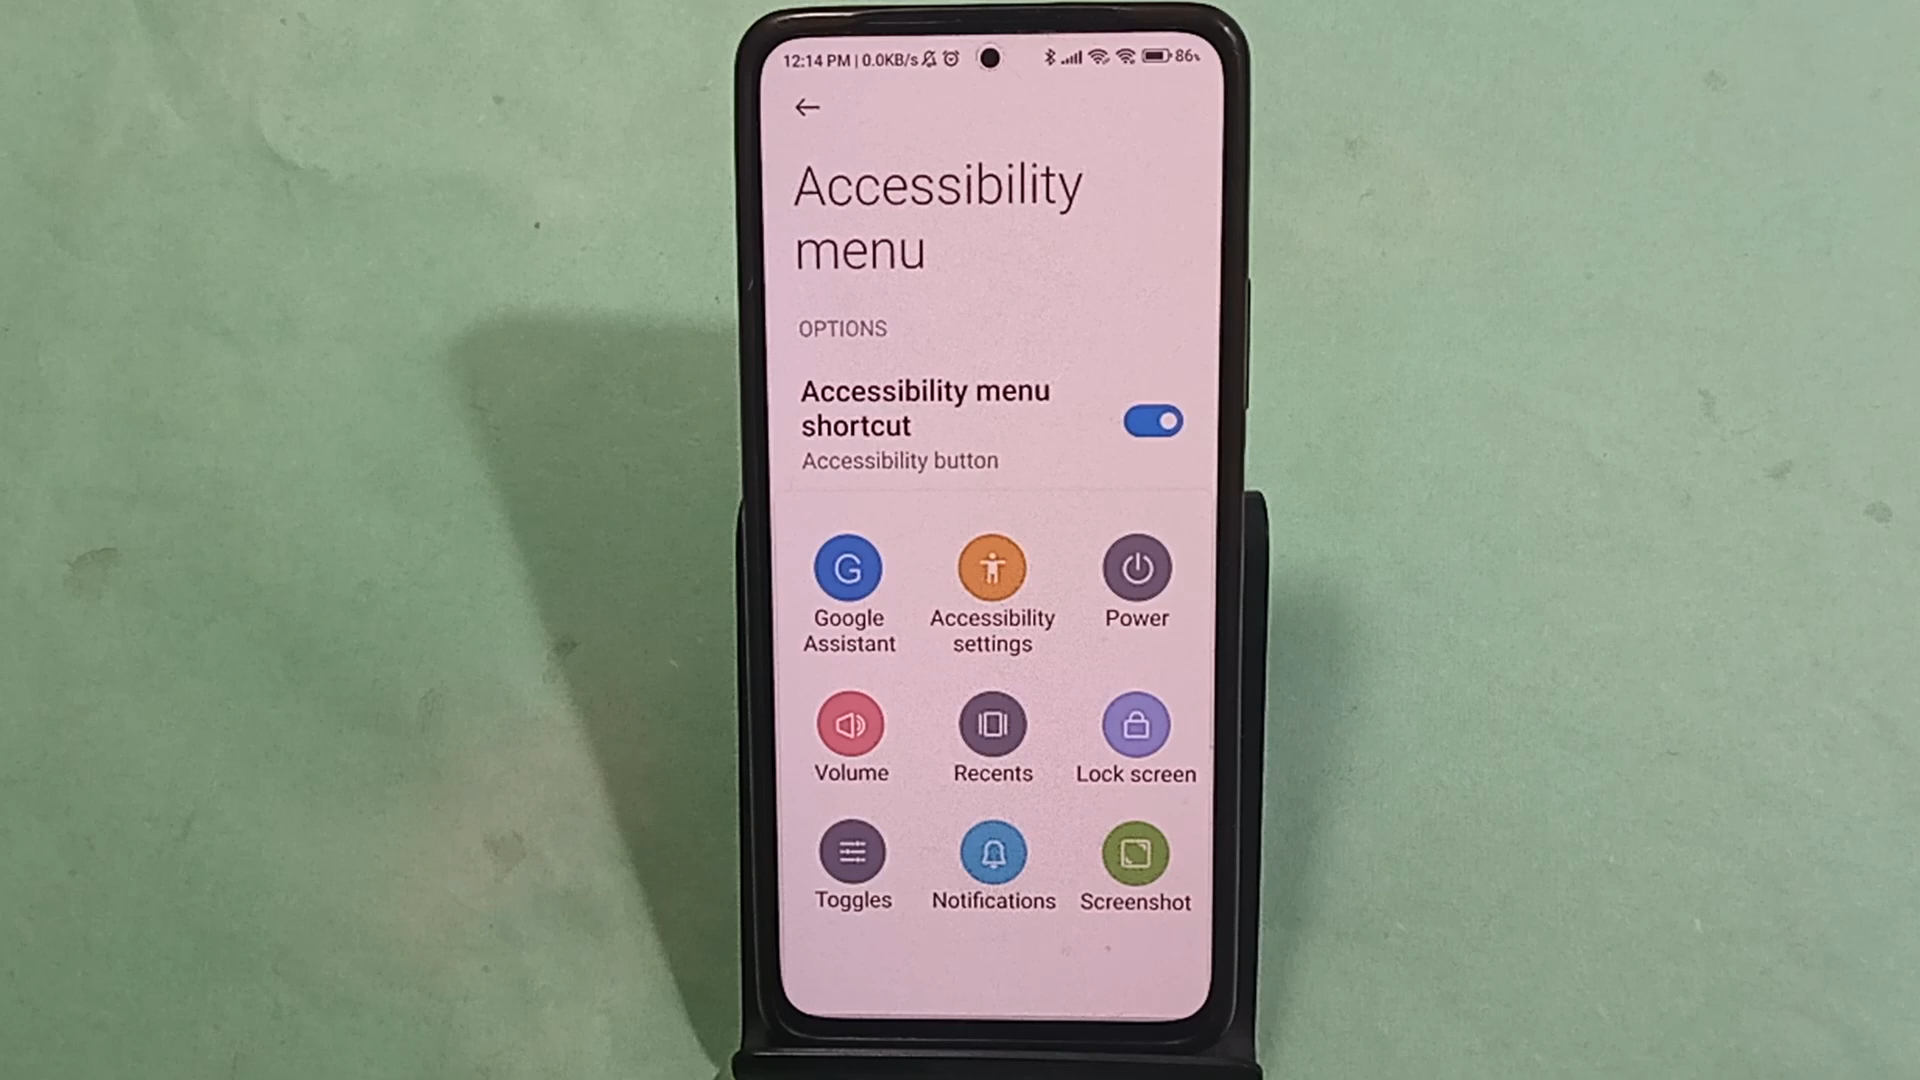 12:14 PM | 0.0KB/s 86%
Accessibility
menu
OPTIONS
Accessibility menu
shortcut
Accessibility button
Google
Assistant
Accessibility
settings
Power
Volume
Recents
Lock screen
Toggles
Notifications
Screenshot